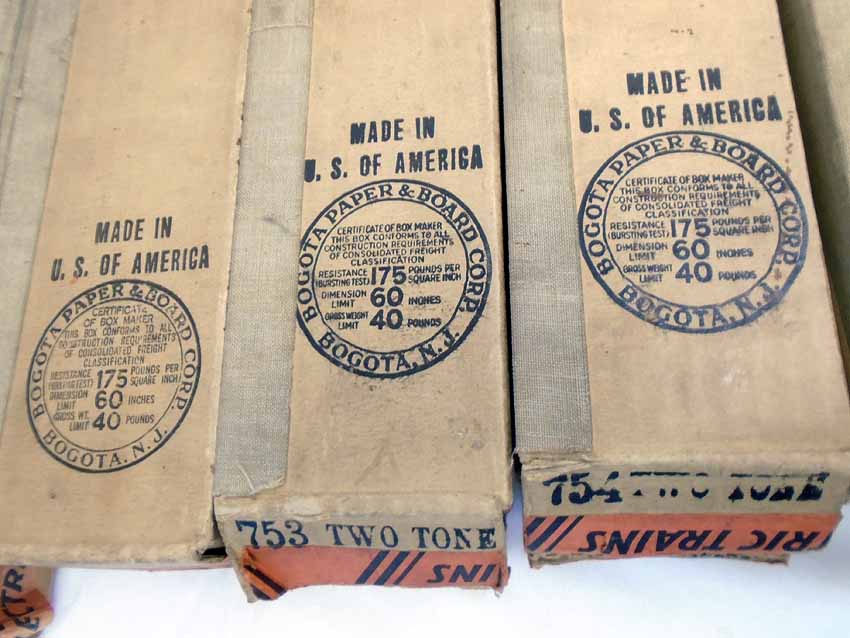 MADE IN
U. S. OF AMERICA
BOGOTA PAPER & BOARD CORP.
CERTIFICATE
OF BOX MAKER
THIS BOX CONFORMS TO ALL
CONSTRUCTION REQUIREMENTS
OF CONSOLIDATED FREIGHT
CLASSIFICATION
RESISTANCE (BURSTING TEST) 175 POUNDS PER SQUARE INCH
DIMENSION LIMIT 60 INCHES
GROSS WT. LIMIT 40 POUNDS
BOGOTA, N. J.
MADE IN
U. S. OF AMERICA
BOGOTA PAPER & BOARD CORP.
CERTIFICATE OF BOX MAKER
THIS BOX CONFORMS TO ALL
CONSTRUCTION REQUIREMENTS
OF CONSOLIDATED FREIGHT
CLASSIFICATION
RESISTANCE (BURSTING TEST) 175 POUNDS PER SQUARE INCH
DIMENSION LIMIT 60 INCHES
GROSS WEIGHT LIMIT 40 POUNDS
BOGOTA, N. J.
753 TWO TONE
INS
MADE IN
U. S. OF AMERICA
BOGOTA PAPER & BOARD CORP.
CERTIFICATE OF BOX MAKER
THIS BOX CONFORMS TO ALL
CONSTRUCTION REQUIREMENTS
OF CONSOLIDATED FREIGHT
CLASSIFICATION
RESISTANCE (BURSTING TEST) 175 POUNDS PER SQUARE INCH
DIMENSION LIMIT 60 INCHES
GROSS WEIGHT LIMIT 40 POUNDS
BOGOTA, N. J.
754 TWO TONE
RIC TRAINS